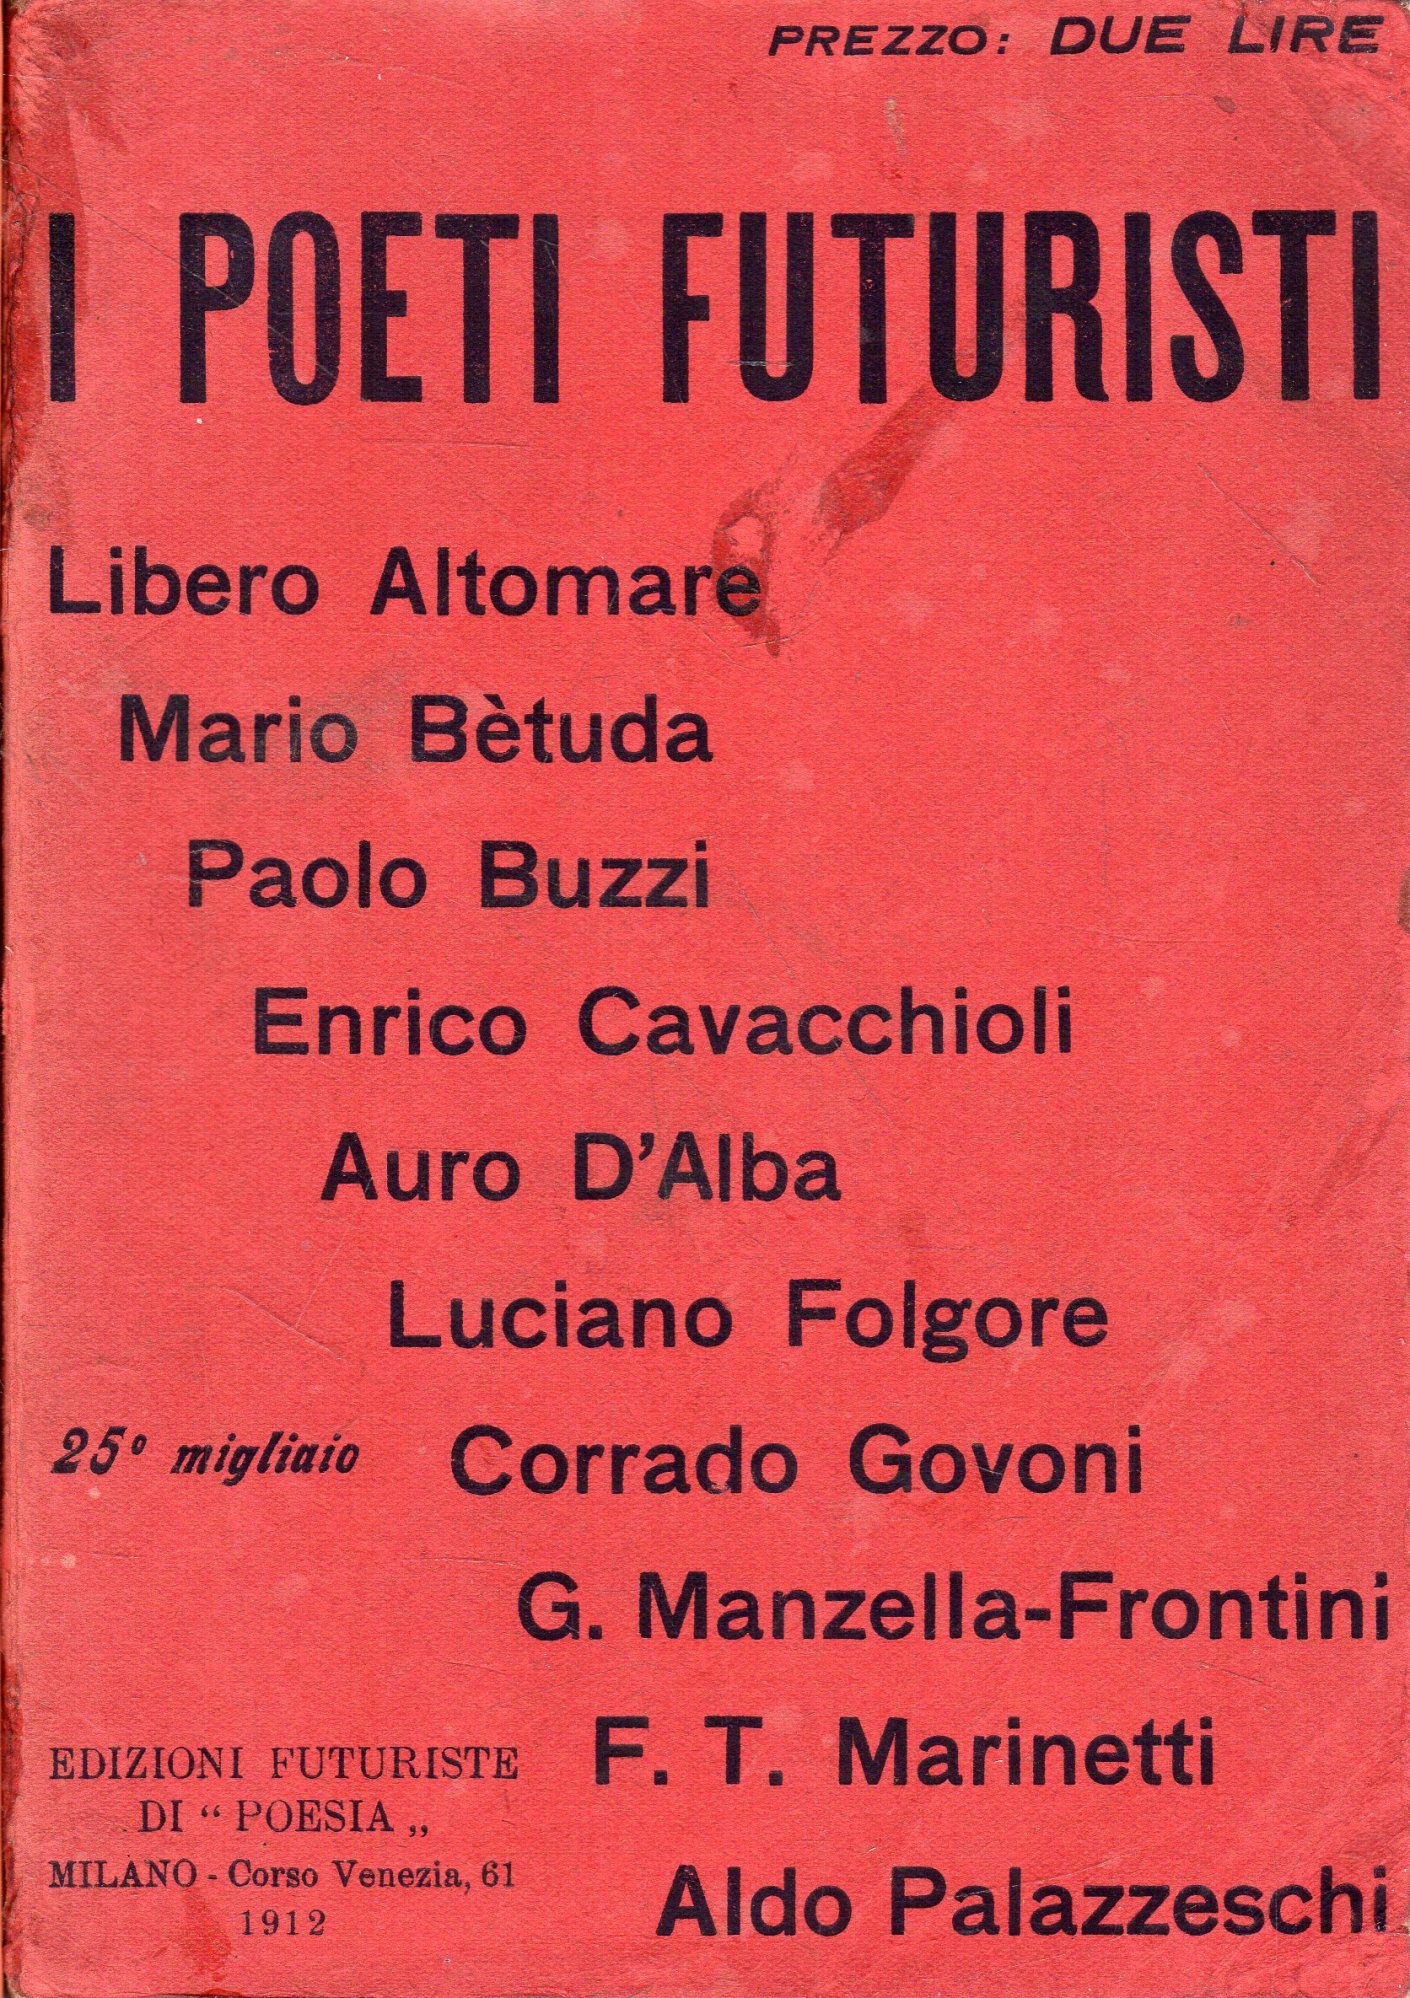 PREZZO: DUE LIRE
I POETI FUTURISTI
Libero Altomare
Mario Bètuda
Paolo Buzzi
Enrico Cavacchioli
Auro D'Alba
Luciano Folgore
25º migliaio
Corrado Govoni
G. Manzella-Frontini
F. T. Marinetti
Aldo Palazzeschi
EDIZIONI FUTURISTE
DI “ POESIA „
MILANO - Corso Venezia, 61
1912